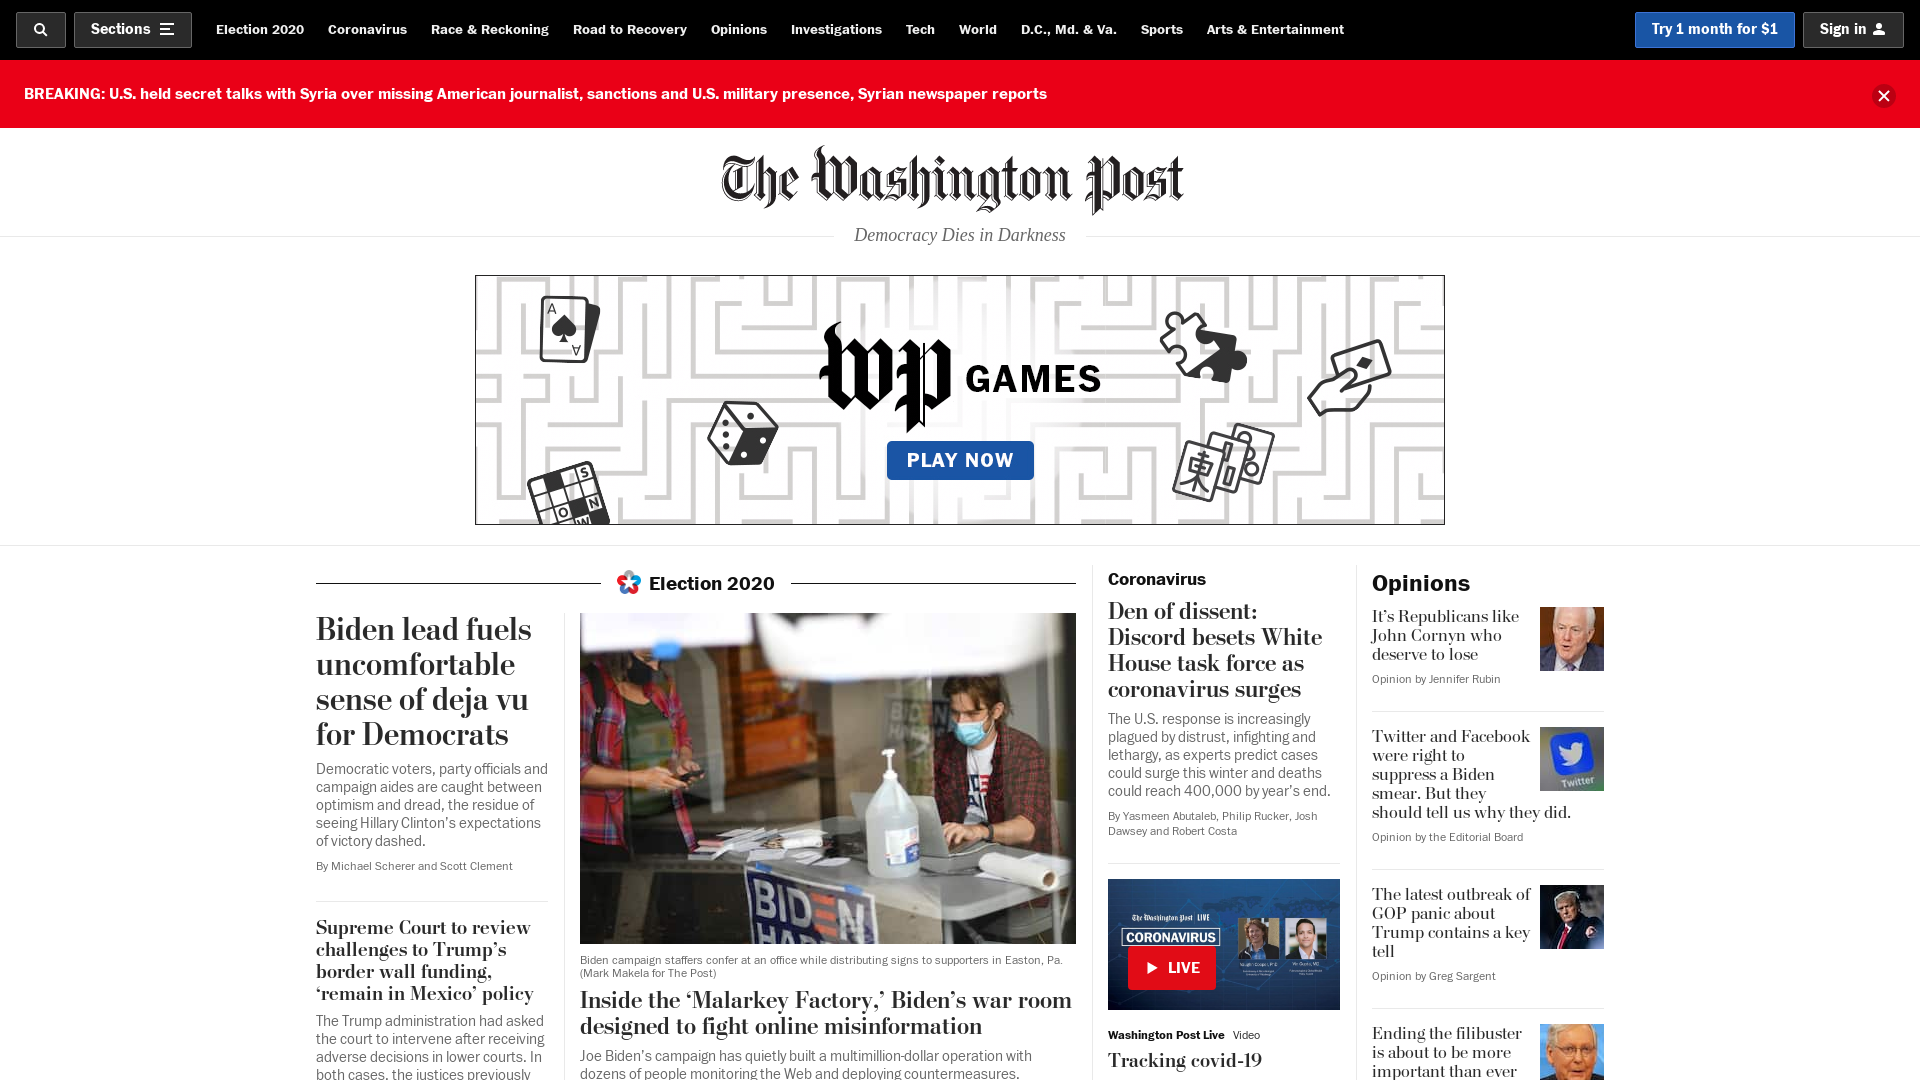 Sections
Election 2020
Coronavirus
Race & Reckoning
Road to Recovery
Opinions
Investigations
Tech
World
D.C., Md. & Va.
Sports
Arts & Entertainment
Try 1 month for $1
Sign in
BREAKING: U.S. held secret talks with Syria over missing American journalist, sanctions and U.S. military presence, Syrian newspaper reports
The Washington Post
Democracy Dies in Darkness
A
A
東
S
O
N
W
wp GAMES
PLAY NOW
Election 2020
Biden lead fuels
uncomfortable
sense of deja vu
for Democrats
Democratic voters, party officials and
campaign aides are caught between
optimism and dread, the residue of
seeing Hillary Clinton’s expectations
of victory dashed.
By Michael Scherer and Scott Clement
Supreme Court to review
challenges to Trump’s
border wall funding,
‘remain in Mexico’ policy
The Trump administration had asked
the court to intervene after receiving
adverse decisions in lower courts. In
both cases, the justices previously
BIDEN
BIDEN
Biden campaign staffers confer at an office while distributing signs to supporters in Easton, Pa.
(Mark Makela for The Post)
Inside the ‘Malarkey Factory,’ Biden’s war room
designed to fight online misinformation
Joe Biden’s campaign has quietly built a multimillion-dollar operation with
dozens of people monitoring the Web and deploying countermeasures.
Coronavirus
Den of dissent:
Discord besets White
House task force as
coronavirus surges
The U.S. response is increasingly
plagued by distrust, infighting and
lethargy, as experts predict cases
could surge this winter and deaths
could reach 400,000 by year’s end.
By Yasmeen Abutaleb, Philip Rucker, Josh
Dawsey and Robert Costa
The Washington Post LIVE
CORONAVIRUS
LIVE
Washington Post Live Video
Tracking covid-19
Opinions
It’s Republicans like
John Cornyn who
deserve to lose
Opinion by Jennifer Rubin
Twitter and Facebook
were right to
suppress a Biden
smear. But they
should tell us why they did.
Twitter
Opinion by the Editorial Board
The latest outbreak of
GOP panic about
Trump contains a key
tell
Opinion by Greg Sargent
Ending the filibuster
is about to be more
important than ever